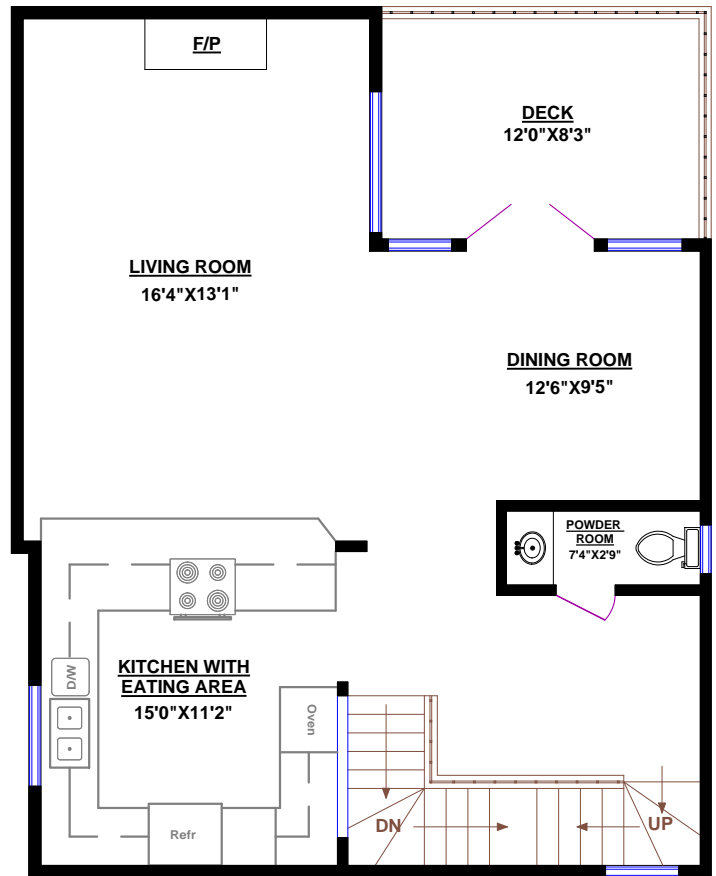 F/P
DECK
12'0"X8'3"
LIVING ROOM
16'4"X13'1"
DINING ROOM
12'6"X9'5"
POWDER
ROOM
7'4"X2'9"
D/W
KITCHEN WITH
EATING AREA
15'0"X11'2"
Oven
Refr
DN
UP